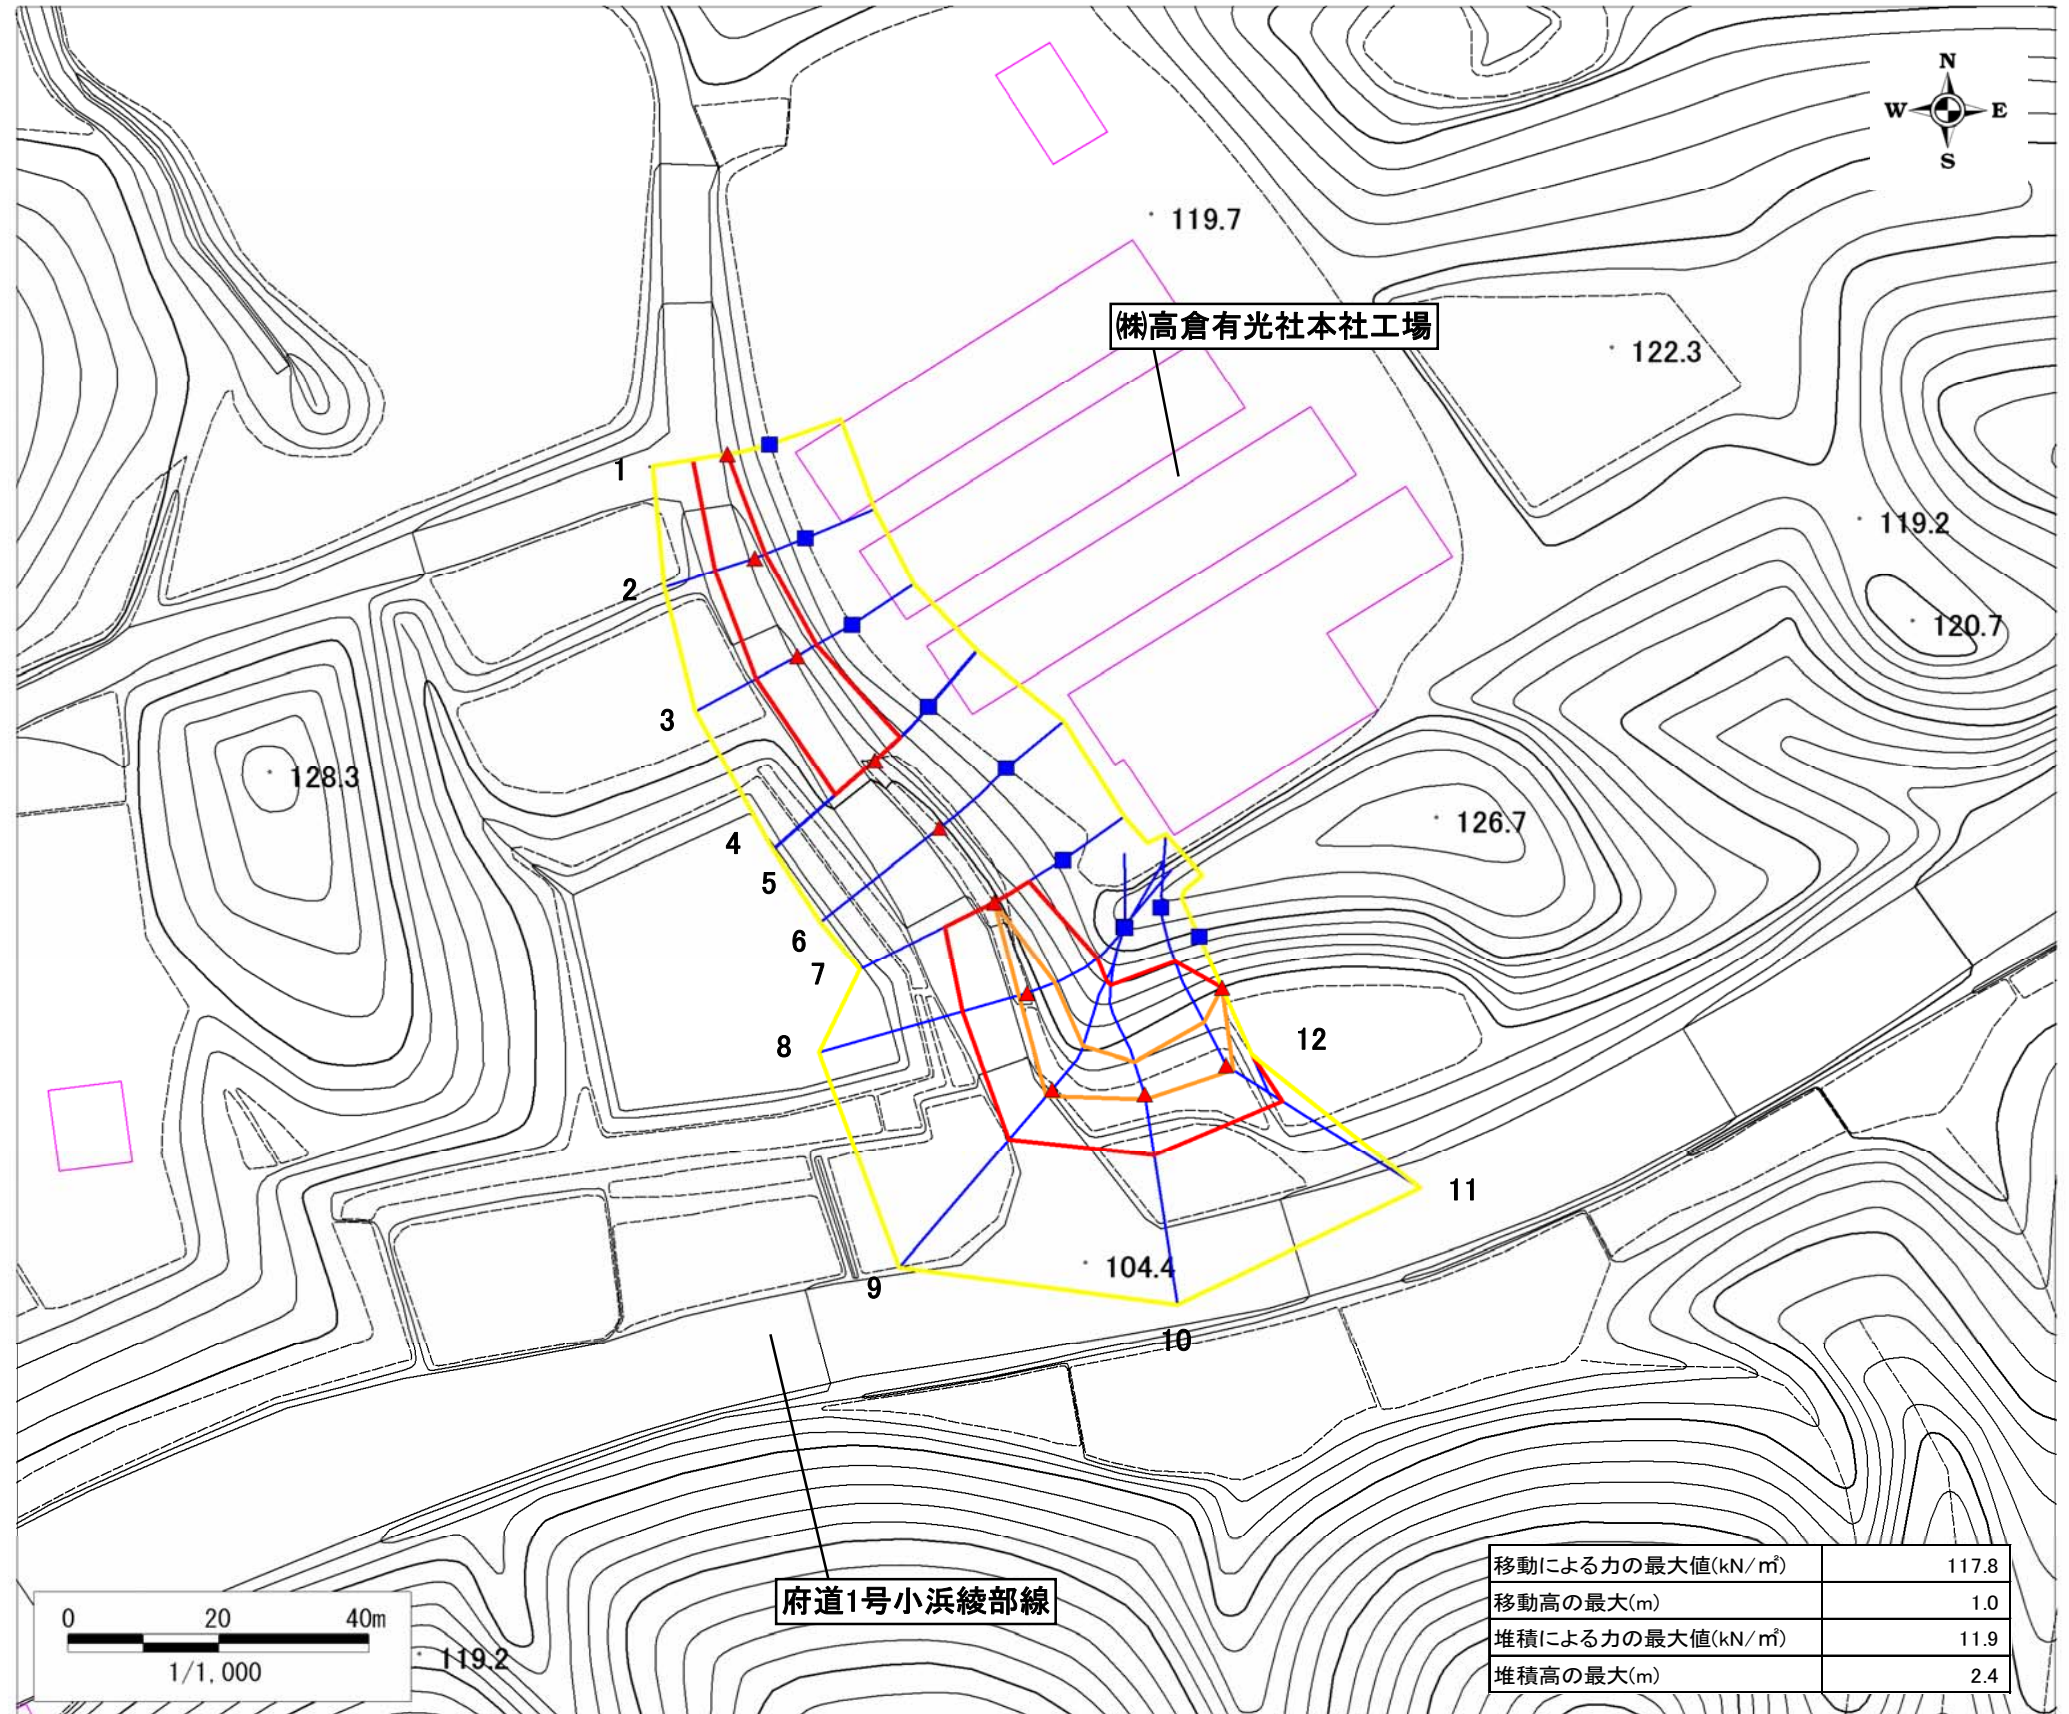 N
W E
S
119.7
㈱高倉有光社本社工場
122.3
1
119.2
2
120.7
3
128.3
126.7
4
5
6
7
8
12
11
104.4
9
10
移動による力の最大値(kN/㎡) 117.8
移動高の最大(m) 1.0
堆積による力の最大値(kN/㎡) 11.9
堆積高の最大(m) 2.4
府道1号小浜綾部線
0 20 40m
1/1,000
119.2